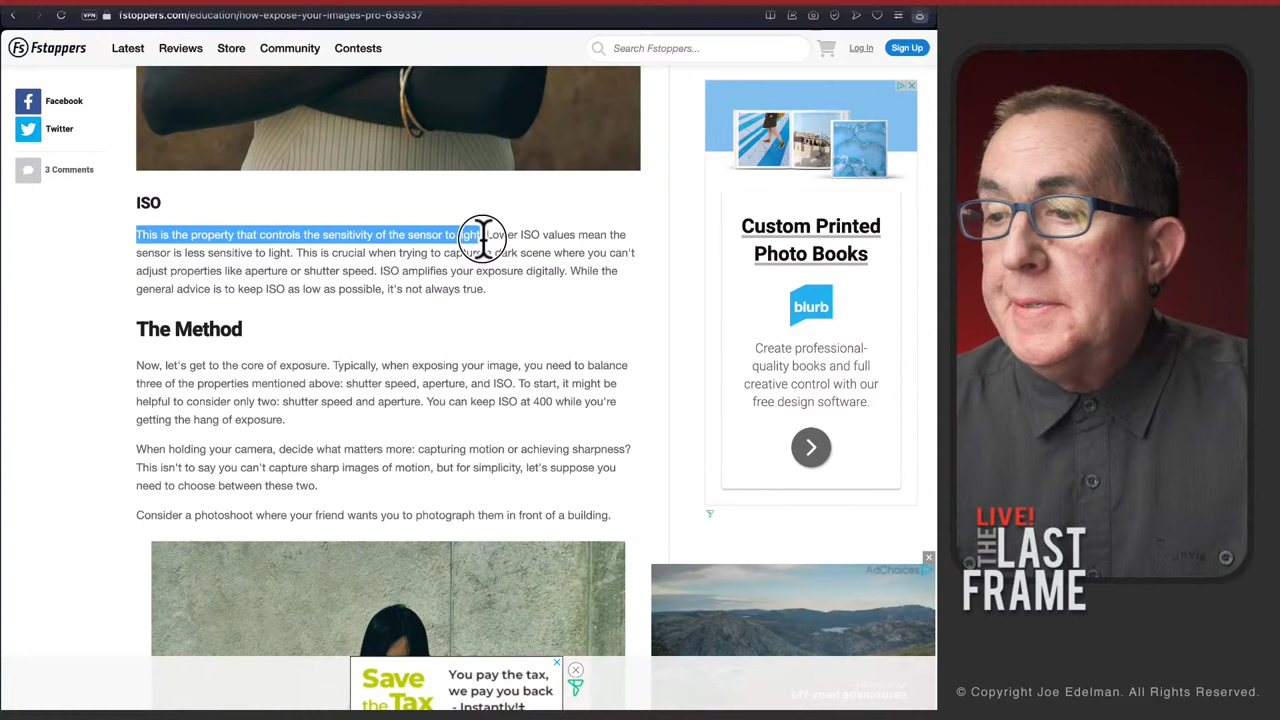 VPN
fstoppers.com/education/how-expose-your-images-pro-639337
Fs Fstoppers
Latest
Reviews
Store
Community
Contests
Search Fstoppers...
Log In
Sign Up
Facebook
Twitter
3 Comments
ISO
This is the property that controls the sensitivity of the sensor to light. Lower ISO values mean the
sensor is less sensitive to light. This is crucial when trying to capture a dark scene where you can't
adjust properties like aperture or shutter speed. ISO amplifies your exposure digitally. While the
general advice is to keep ISO as low as possible, it's not always true.
The Method
Now, let's get to the core of exposure. Typically, when exposing your image, you need to balance
three of the properties mentioned above: shutter speed, aperture, and ISO. To start, it might be
helpful to consider only two: shutter speed and aperture. You can keep ISO at 400 while you're
getting the hang of exposure.
When holding your camera, decide what matters more: capturing motion or achieving sharpness?
This isn't to say you can't capture sharp images of motion, but for simplicity, let's suppose you
need to choose between these two.
Consider a photoshoot where your friend wants you to photograph them in front of a building.
Custom Printed
Photo Books
blurb
Create professional-
quality books and full
creative control with our
free design software.
AdChoices
off-road adventures
Save
the Tax
You pay the tax,
we pay you back
- Instantly!±
LIVE!
THE
LAST
FRAME
© Copyright Joe Edelman. All Rights Reserved.